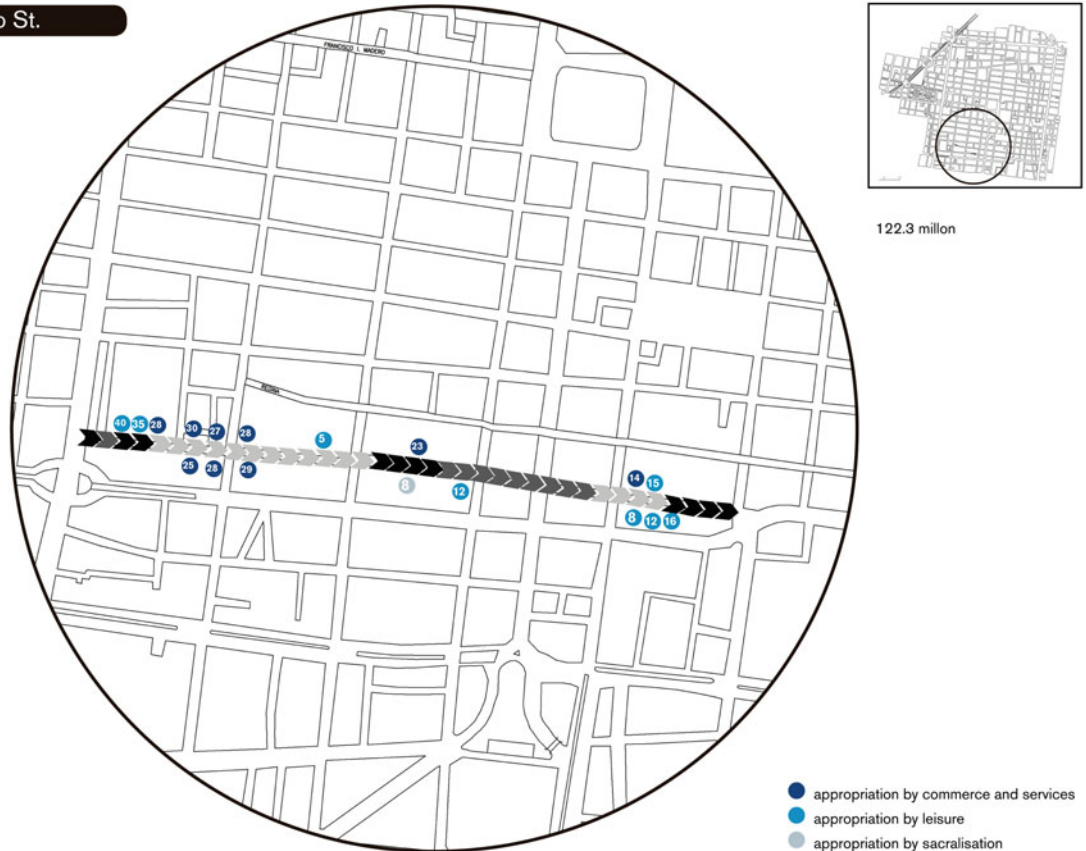 o St.
FRANCISCO I. MADERO
122.3 millon
REGINA
40 35 28 30 27 28 5 23
25 28 29 8 12
14 15
8 12 16
appropriation by commerce and services
appropriation by leisure
appropriation by sacralisation